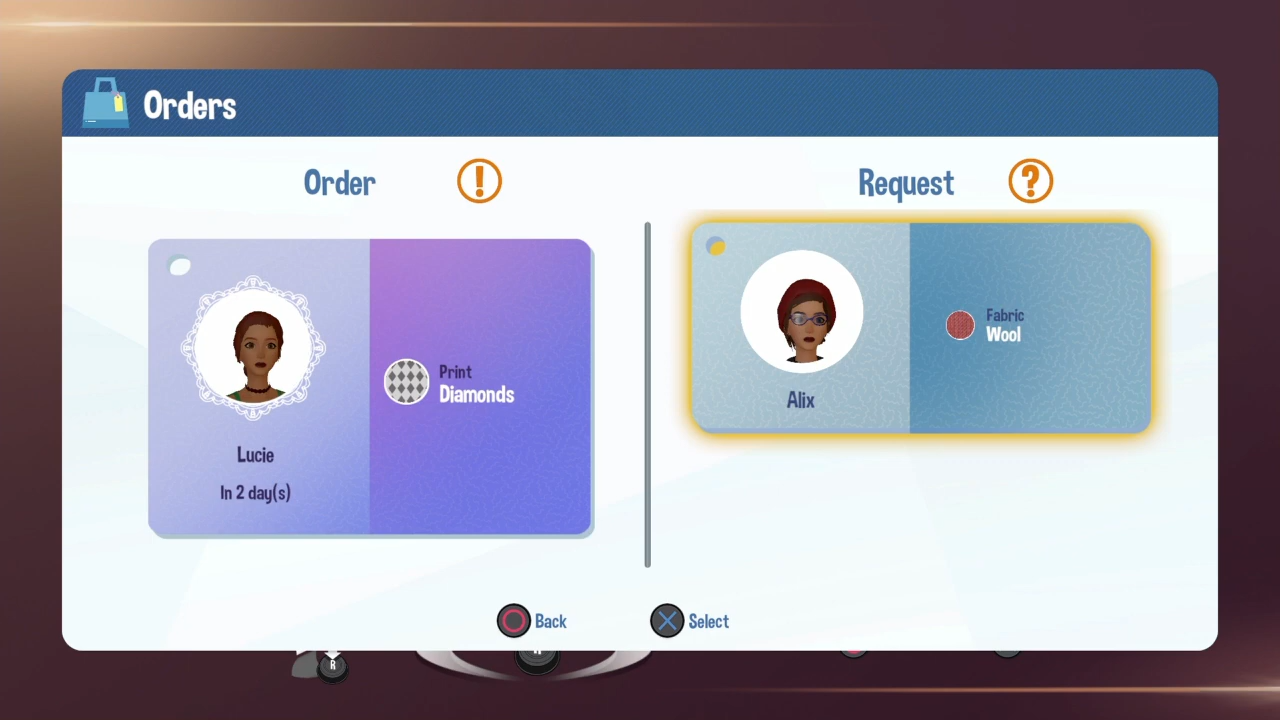 Orders
Order
!
Request
?
Lucie
In 2 day(s)
Print
Diamonds
Alix
Fabric
Wool
Back
Select
R